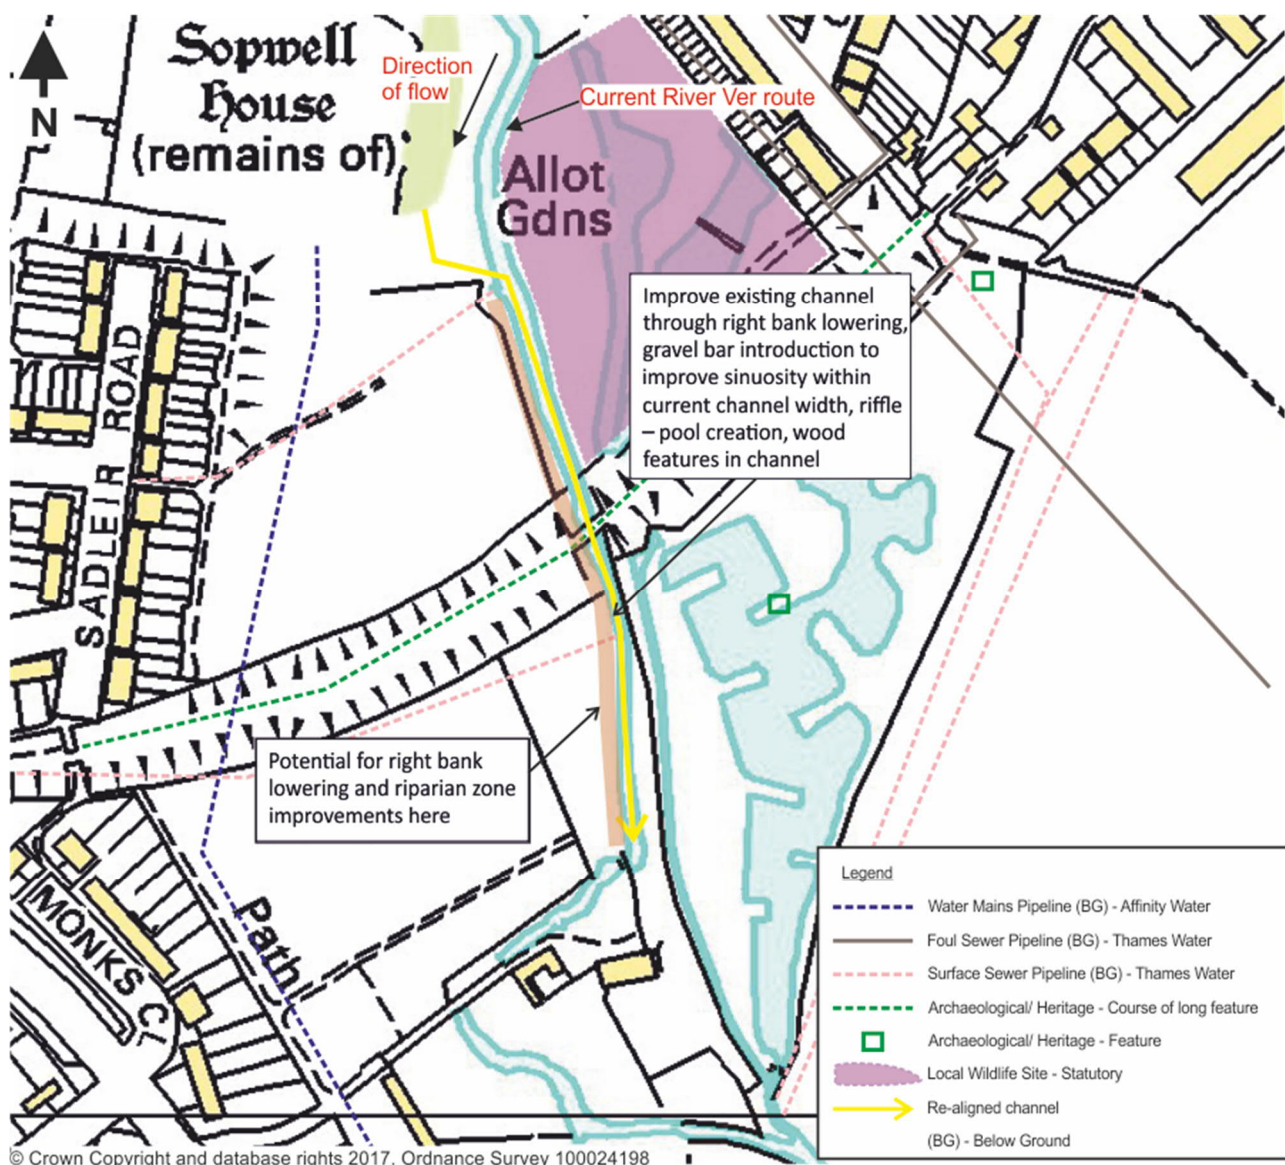 Sopwell
House
(remains of)
N
Direction
of flow
Current River Ver route
Allot
Gdns
Improve existing channel
through right bank lowering,
gravel bar introduction to
improve sinuosity within
current channel width, riffle
– pool creation, wood
features in channel
SADLEIR ROAD
Potential for right bank
lowering and riparian zone
improvements here
MONKS CL
Path
Legend
Water Mains Pipeline (BG) - Affinity Water
Foul Sewer Pipeline (BG) - Thames Water
Surface Sewer Pipeline (BG) - Thames Water
Archaeological/ Heritage - Course of long feature
Archaeological/ Heritage - Feature
Local Wildlife Site - Statutory
Re-aligned channel
(BG) - Below Ground
© Crown Copyright and database rights 2017. Ordnance Survey 100024198